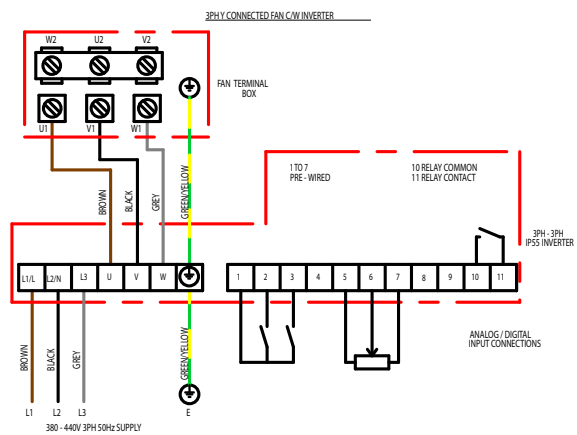 3PH Y CONNECTED FAN C/W INVERTER
W2 U2 V2
FAN TERMINAL
BOX
U1 V1 W1
BROWN
BLACK
GREY
GREEN/YELLOW
1 TO 7
PRE - WIRED
10 RELAY COMMON
11 RELAY CONTACT
3PH - 3PH
IP55 INVERTER
L1/L L2/N L3 U V W
1 2 3 4 5 6 7 8 9 10 11
BROWN
BLACK
GREY
GREEN/YELLOW
ANALOG / DIGITAL
INPUT CONNECTIONS
L1 L2 L3 E
380 - 440V 3PH 50Hz SUPPLY